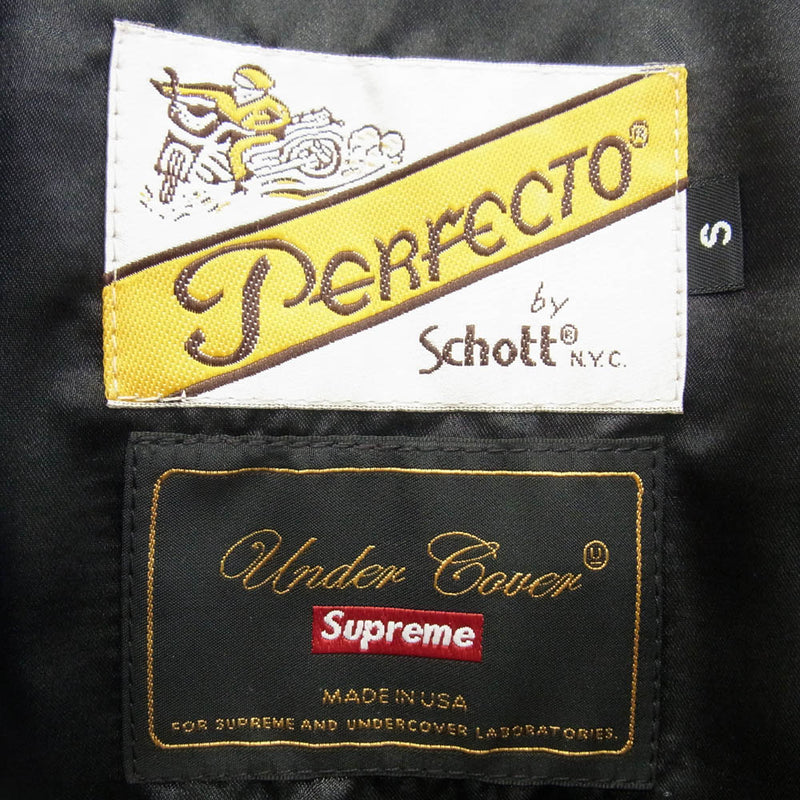 PERFECTO®
S
by
Schott® N.Y.C.
Under Cover Ⓤ
Supreme
MADE IN USA
FOR SUPREME AND UNDERCOVER LABORATORIES.